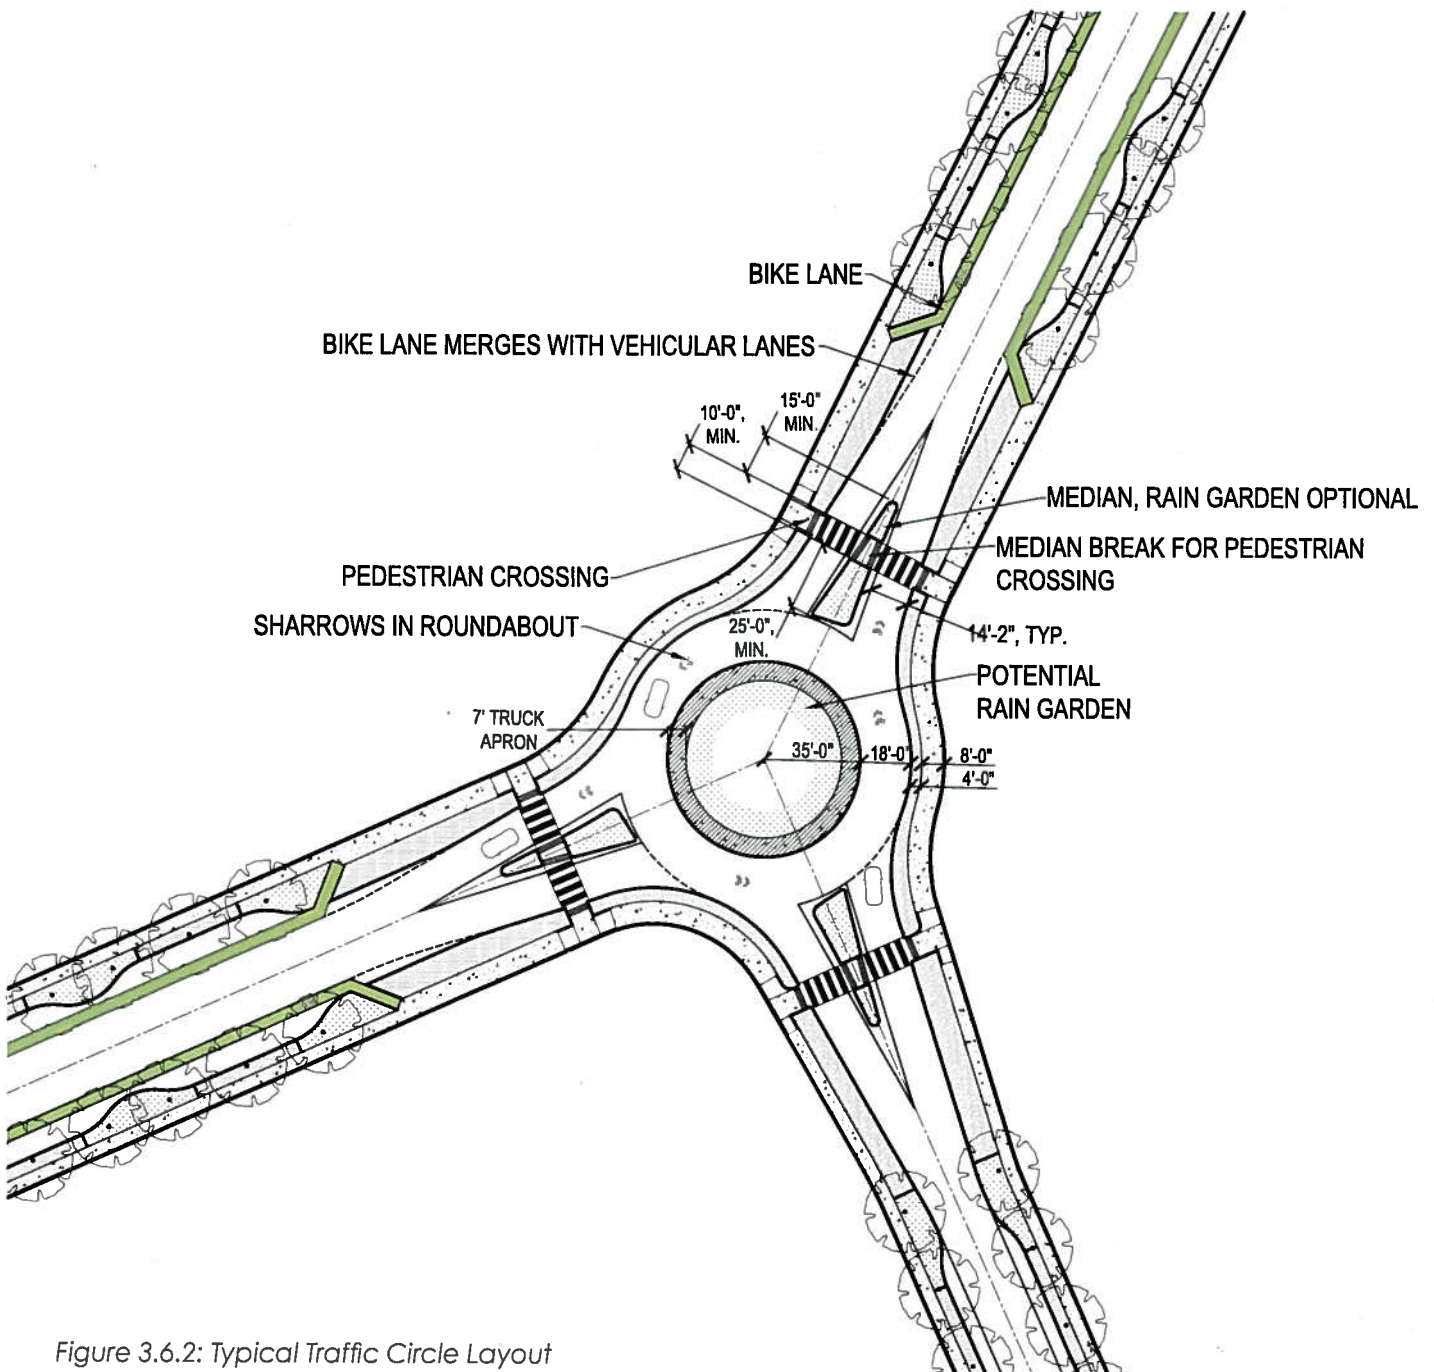 BIKE LANE
BIKE LANE MERGES WITH VEHICULAR LANES
15'-0"
MIN.
10'-0",
MIN.
MEDIAN, RAIN GARDEN OPTIONAL
MEDIAN BREAK FOR PEDESTRIAN
CROSSING
PEDESTRIAN CROSSING
SHARROWS IN ROUNDABOUT
25'-0",
MIN.
14'-2", TYP.
POTENTIAL
RAIN GARDEN
7' TRUCK
APRON
35'-0"
18'-0"
8'-0"
4'-0"
Figure 3.6.2: Typical Traffic Circle Layout